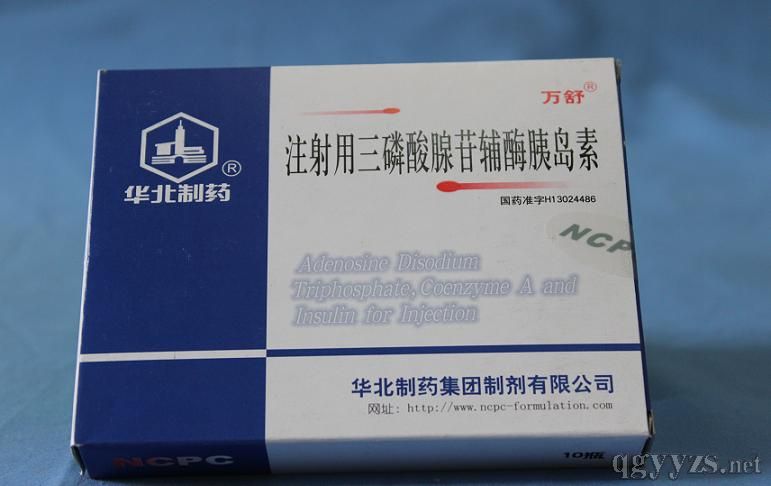 万舒®
华北制药®
注射用三磷酸腺苷辅酶胰岛素
国药准字H13024486
NCPC
Adenosine Disodium
Triphosphate, Coenzyme A and
Insulin for Injection
华北制药集团制剂有限公司
网址: http://www.ncpc-formulation.com
NCPC
10瓶
qgyyzs.net